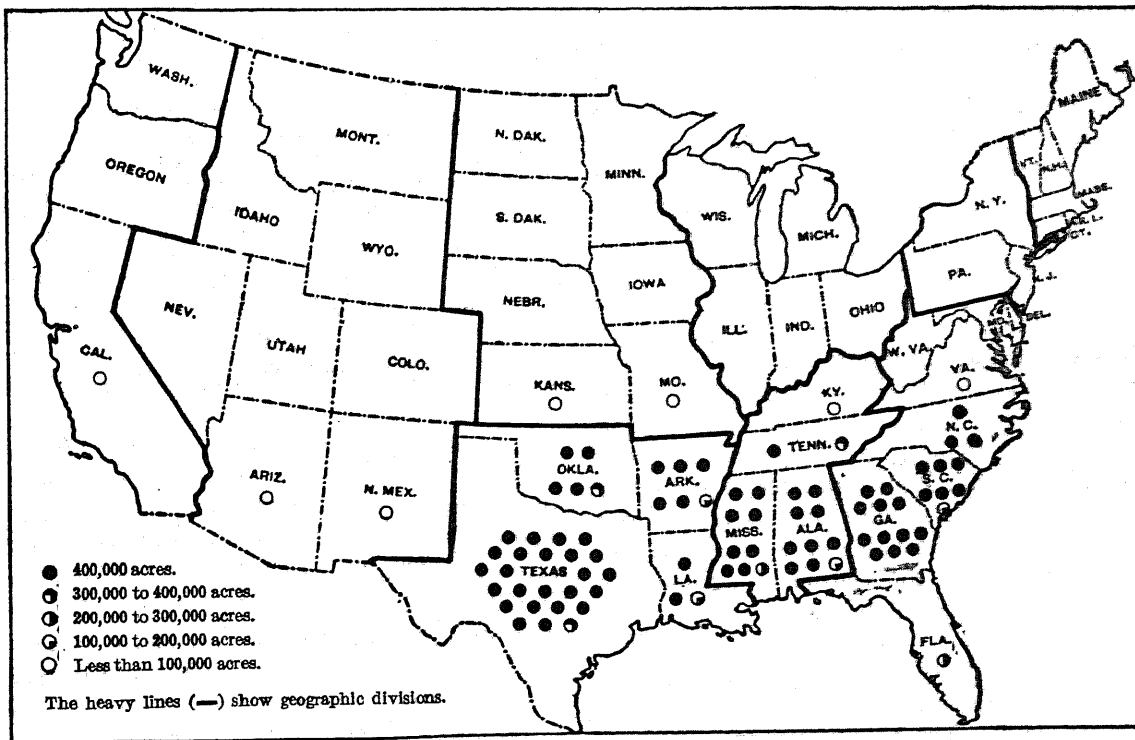 WASH.
MONT.
N. DAK.
MINN.
MAINE
OREGON
IDAHO
S. DAK.
WIS.
MICH.
N. Y.
VT.
N.H.
MASS.
R. I.
CT.
WYO.
NEBR.
IOWA
PA.
N. J.
NEV.
UTAH
COLO.
ILL.
IND.
OHIO
W. VA.
MD.
DEL.
CAL.
KANS.
MO.
KY.
VA.
ARIZ.
N. MEX.
OKLA.
ARK.
TENN.
N. C.
S. C.
TEXAS
LA.
MISS.
ALA.
GA.
FLA.
400,000 acres.
300,000 to 400,000 acres.
200,000 to 300,000 acres.
100,000 to 200,000 acres.
Less than 100,000 acres.
The heavy lines (—) show geographic divisions.